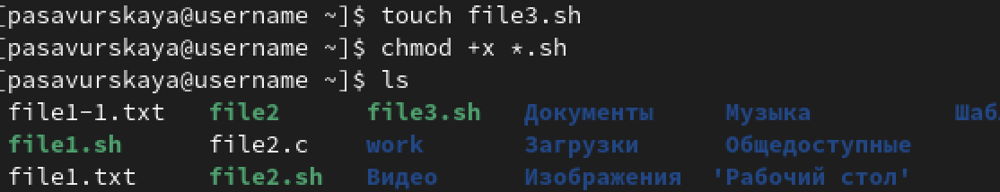 [pasavurskaya@username ~]$ touch file3.sh
[pasavurskaya@username ~]$ chmod +x *.sh
[pasavurskaya@username ~]$ ls
file1-1.txt file2 file3.sh Документы Музыка Шаб
file1.sh file2.c work Загрузки Общедоступные
file1.txt file2.sh Видео Изображения 'Рабочий стол'